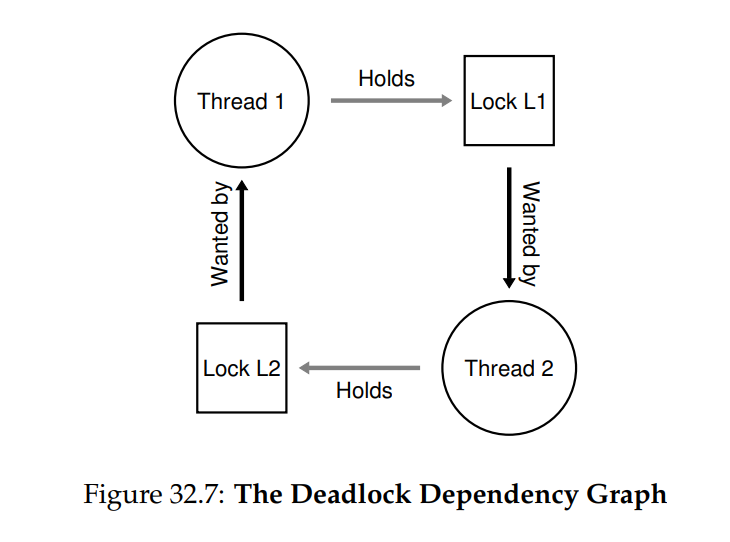 Thread 1
Holds
Lock L1
Wanted by
Wanted by
Lock L2
Holds
Thread 2
Figure 32.7: The Deadlock Dependency Graph